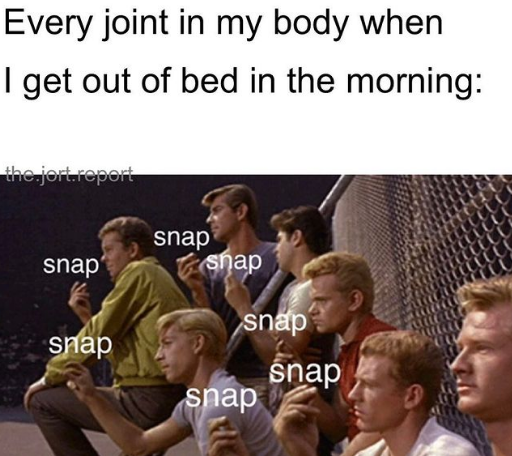 Every joint in my body when
I get out of bed in the morning:
the.jort.report
snap
snap
snap
snap
snap
snap
snap